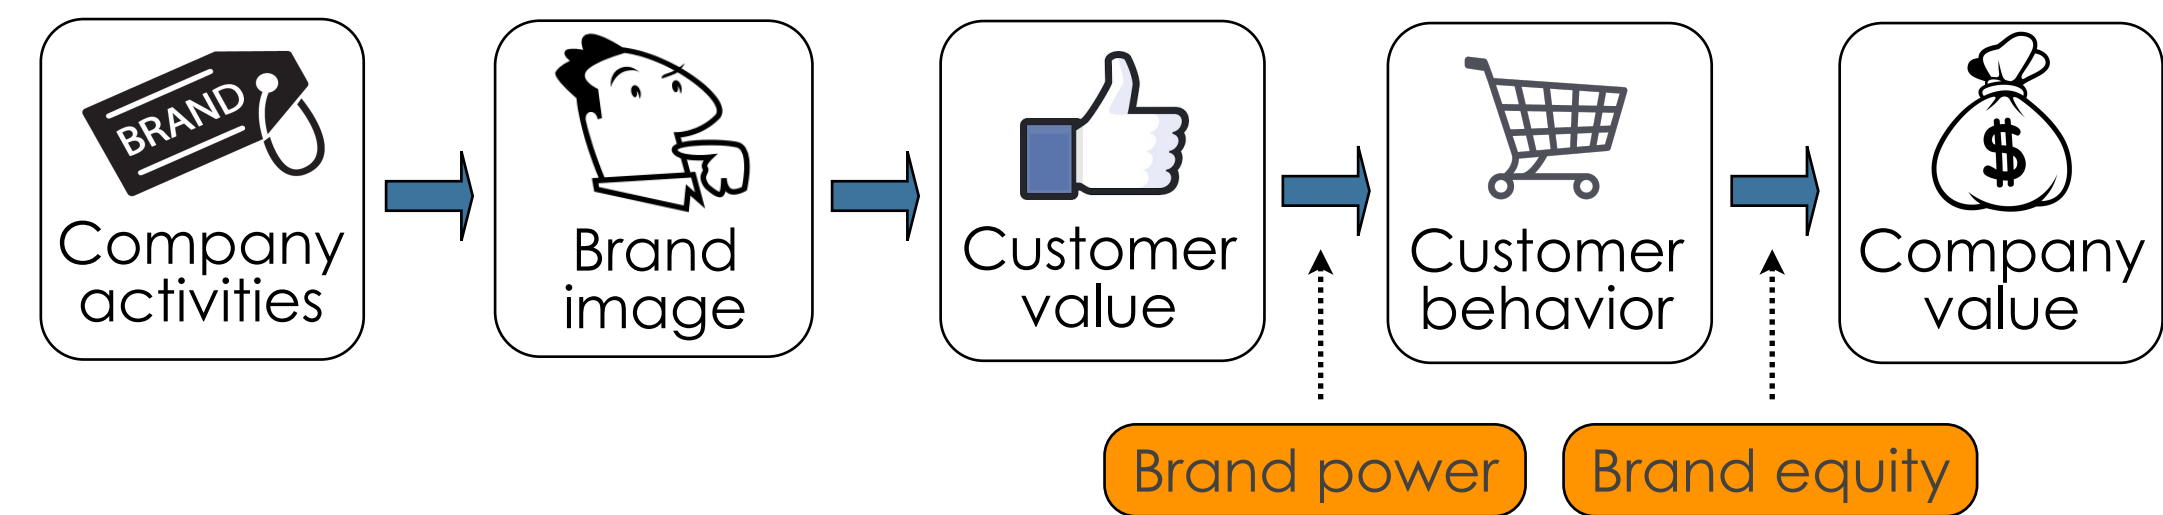 BRAND
Company
activities
Brand
image
Customer
value
Customer
behavior
$
Company
value
Brand power
Brand equity